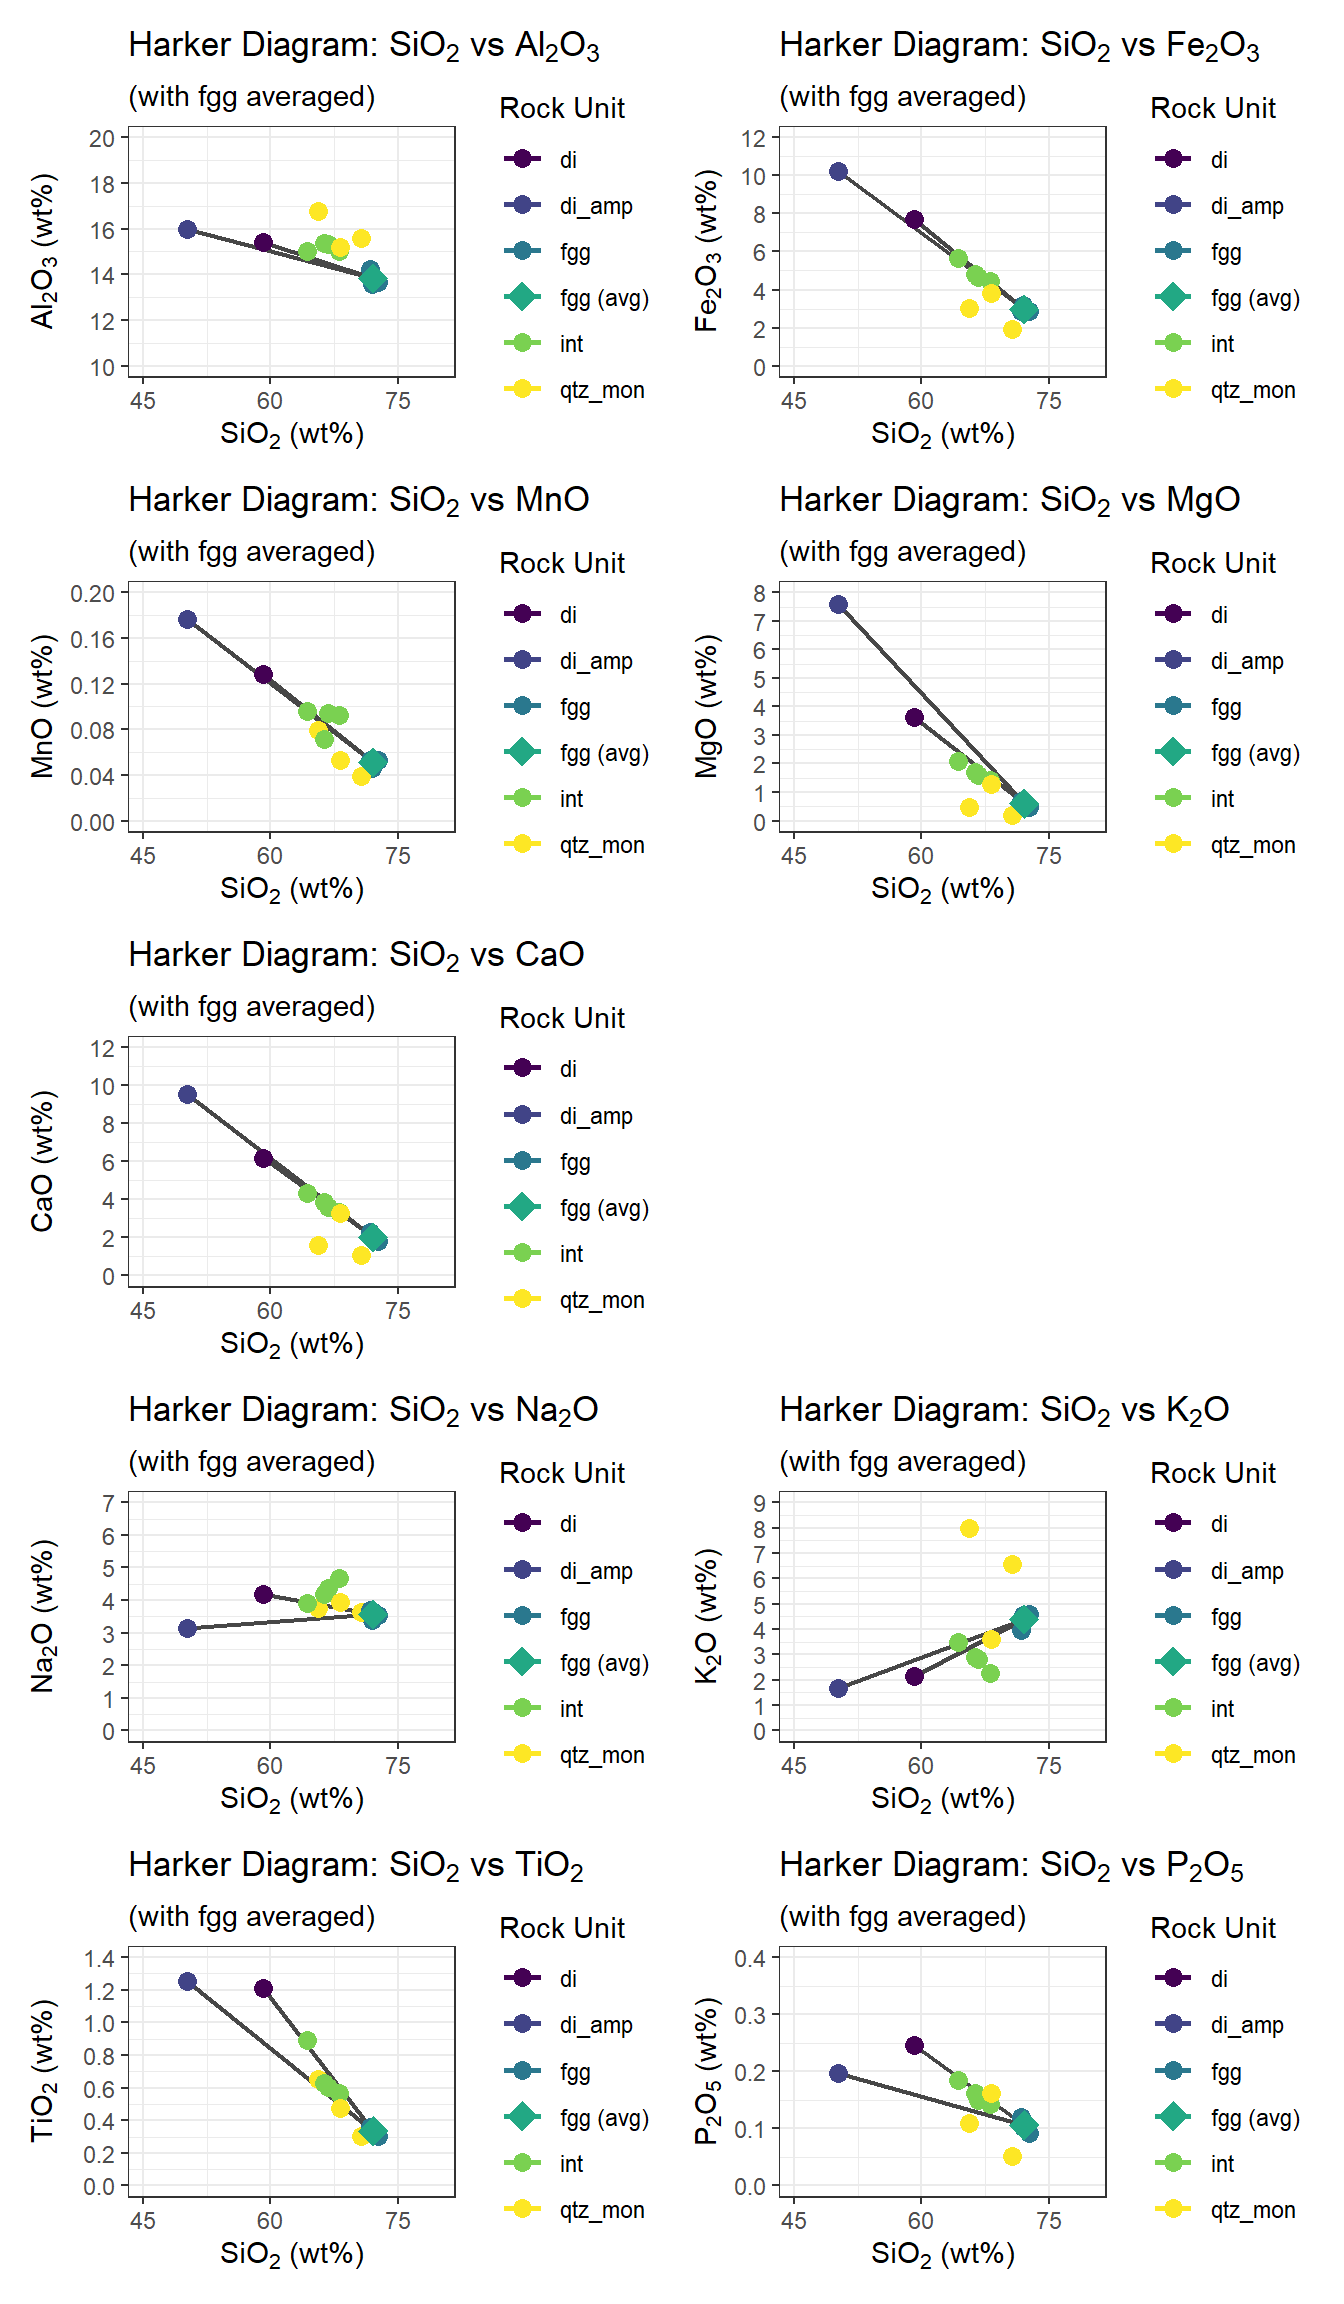 Harker Diagram: SiO₂ vs Al₂O₃
(with fgg averaged)
Al₂O₃ (wt%)
20
18
16
14
12
10
45 60 75
SiO₂ (wt%)
Rock Unit
di
di_amp
fgg
fgg (avg)
int
qtz_mon
Harker Diagram: SiO₂ vs Fe₂O₃
(with fgg averaged)
Fe₂O₃ (wt%)
12
10
8
6
4
2
0
45 60 75
SiO₂ (wt%)
Rock Unit
di
di_amp
fgg
fgg (avg)
int
qtz_mon
Harker Diagram: SiO₂ vs MnO
(with fgg averaged)
MnO (wt%)
0.20
0.16
0.12
0.08
0.04
0.00
45 60 75
SiO₂ (wt%)
Rock Unit
di
di_amp
fgg
fgg (avg)
int
qtz_mon
Harker Diagram: SiO₂ vs MgO
(with fgg averaged)
MgO (wt%)
8
7
6
5
4
3
2
1
0
45 60 75
SiO₂ (wt%)
Rock Unit
di
di_amp
fgg
fgg (avg)
int
qtz_mon
Harker Diagram: SiO₂ vs CaO
(with fgg averaged)
CaO (wt%)
12
10
8
6
4
2
0
45 60 75
SiO₂ (wt%)
Rock Unit
di
di_amp
fgg
fgg (avg)
int
qtz_mon
Harker Diagram: SiO₂ vs Na₂O
(with fgg averaged)
Na₂O (wt%)
7
6
5
4
3
2
1
0
45 60 75
SiO₂ (wt%)
Rock Unit
di
di_amp
fgg
fgg (avg)
int
qtz_mon
Harker Diagram: SiO₂ vs K₂O
(with fgg averaged)
K₂O (wt%)
9
8
7
6
5
4
3
2
1
0
45 60 75
SiO₂ (wt%)
Rock Unit
di
di_amp
fgg
fgg (avg)
int
qtz_mon
Harker Diagram: SiO₂ vs TiO₂
(with fgg averaged)
TiO₂ (wt%)
1.4
1.2
1.0
0.8
0.6
0.4
0.2
0.0
45 60 75
SiO₂ (wt%)
Rock Unit
di
di_amp
fgg
fgg (avg)
int
qtz_mon
Harker Diagram: SiO₂ vs P₂O₅
(with fgg averaged)
P₂O₅ (wt%)
0.4
0.3
0.2
0.1
0.0
45 60 75
SiO₂ (wt%)
Rock Unit
di
di_amp
fgg
fgg (avg)
int
qtz_mon